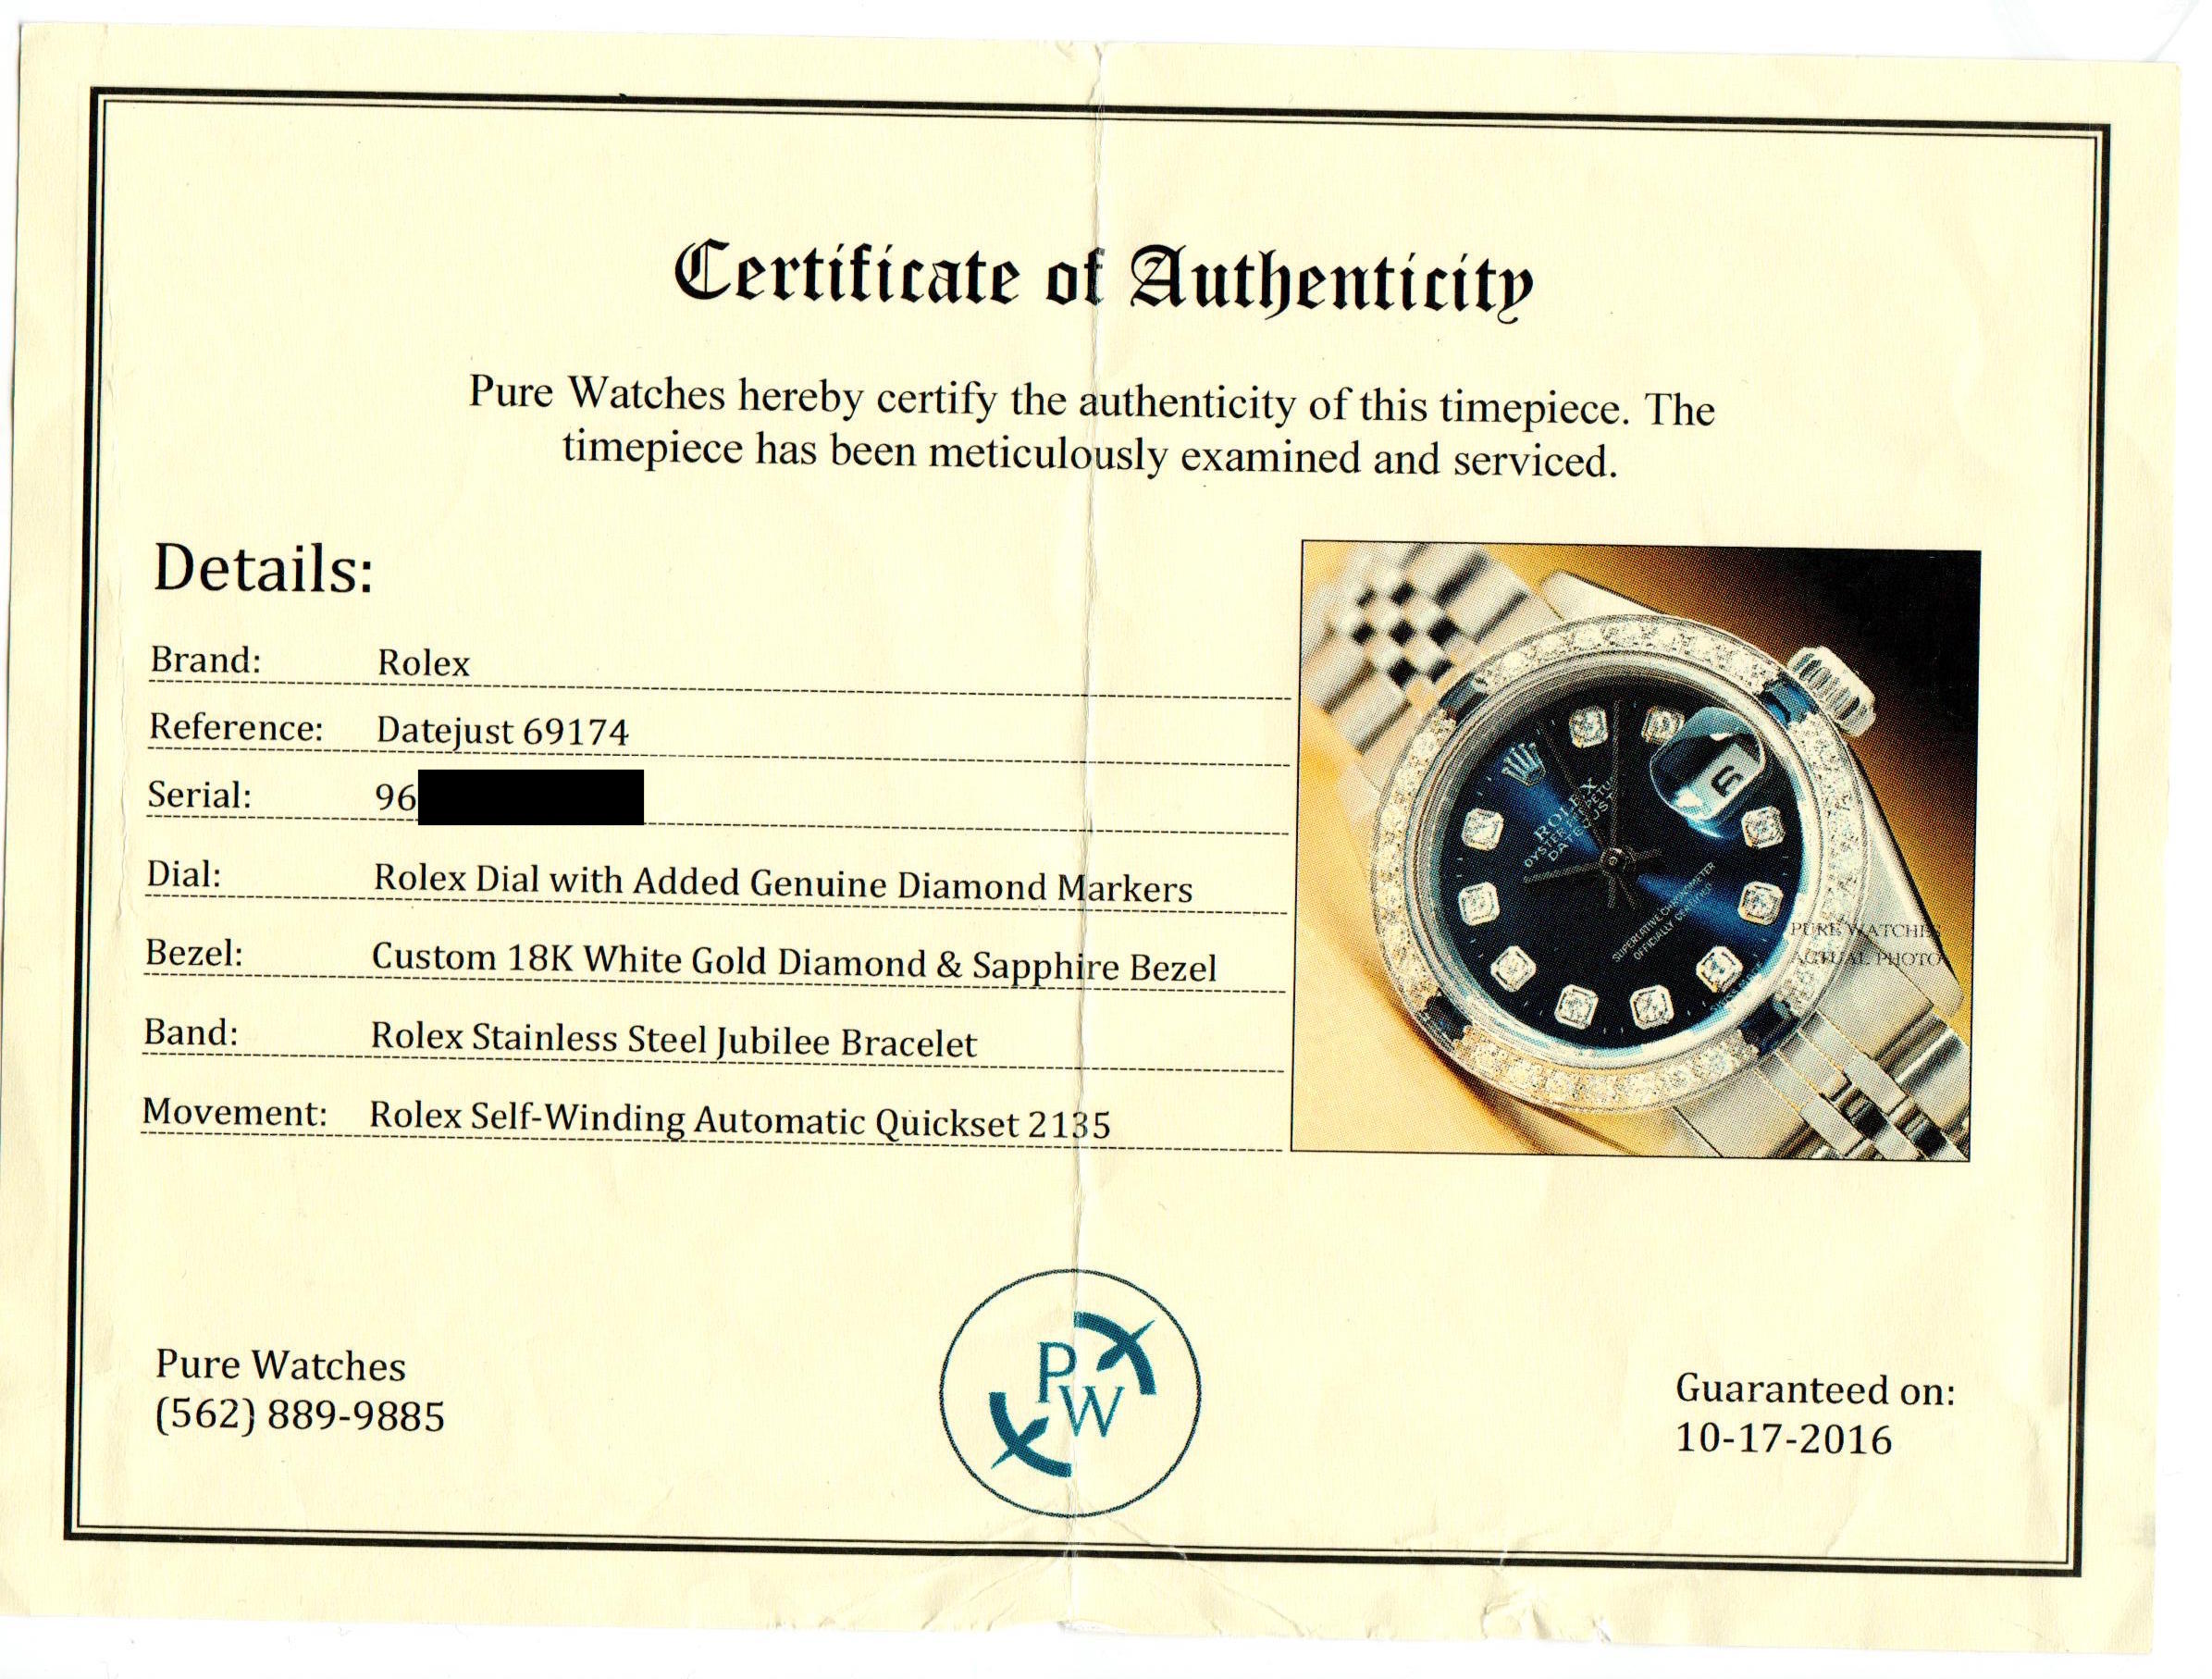 Certificate of Authenticity
Pure Watches hereby certify the authenticity of this timepiece. The
timepiece has been meticulously examined and serviced.
Details:
Brand: Rolex
Reference: Datejust 69174
Serial: 96
Dial: Rolex Dial with Added Genuine Diamond Markers
Bezel: Custom 18K White Gold Diamond & Sapphire Bezel
Band: Rolex Stainless Steel Jubilee Bracelet
Movement: Rolex Self-Winding Automatic Quickset 2135
ROLEX
OYSTER PERPETUAL
DATEJUST
6
SUPERLATIVE CHRONOMETER
OFFICIALLY CERTIFIED
PURE WATCHES
ACTUAL PHOTO
Pure Watches
(562) 889-9885
PW
Guaranteed on:
10-17-2016